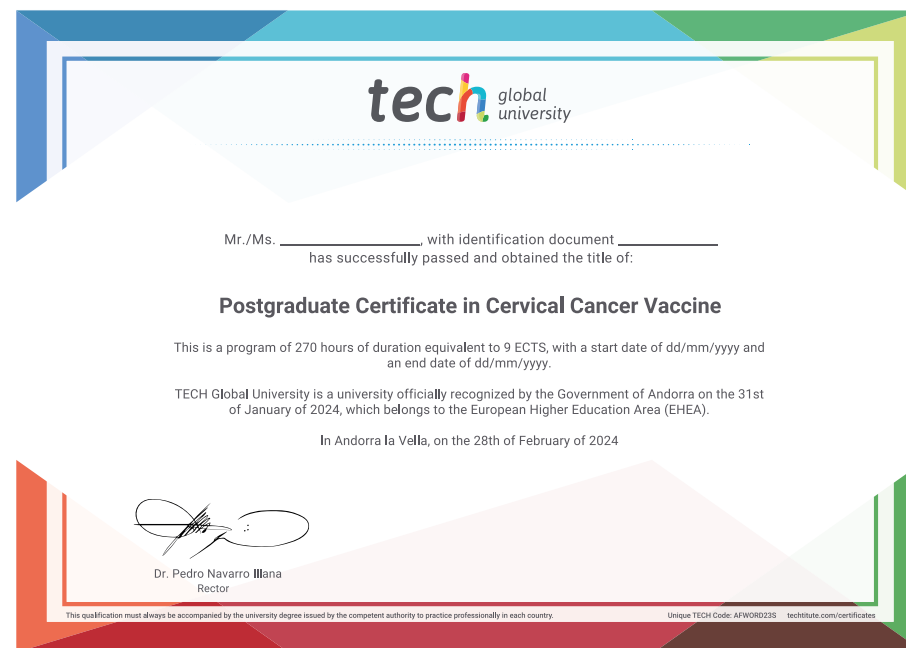 tech global
university
Mr./Ms. ____________, with identification document ____________
has successfully passed and obtained the title of:
Postgraduate Certificate in Cervical Cancer Vaccine
This is a program of 270 hours of duration equivalent to 9 ECTS, with a start date of dd/mm/yyyy and
an end date of dd/mm/yyyy.
TECH Global University is a university officially recognized by the Government of Andorra on the 31st
of January of 2024, which belongs to the European Higher Education Area (EHEA).
In Andorra la Vella, on the 28th of February of 2024
Dr. Pedro Navarro Illana
Rector
This qualification must always be accompanied by the university degree issued by the competent authority to practice professionally in each country.
Unique TECH Code: AFWORD23S techtitute.com/certificates